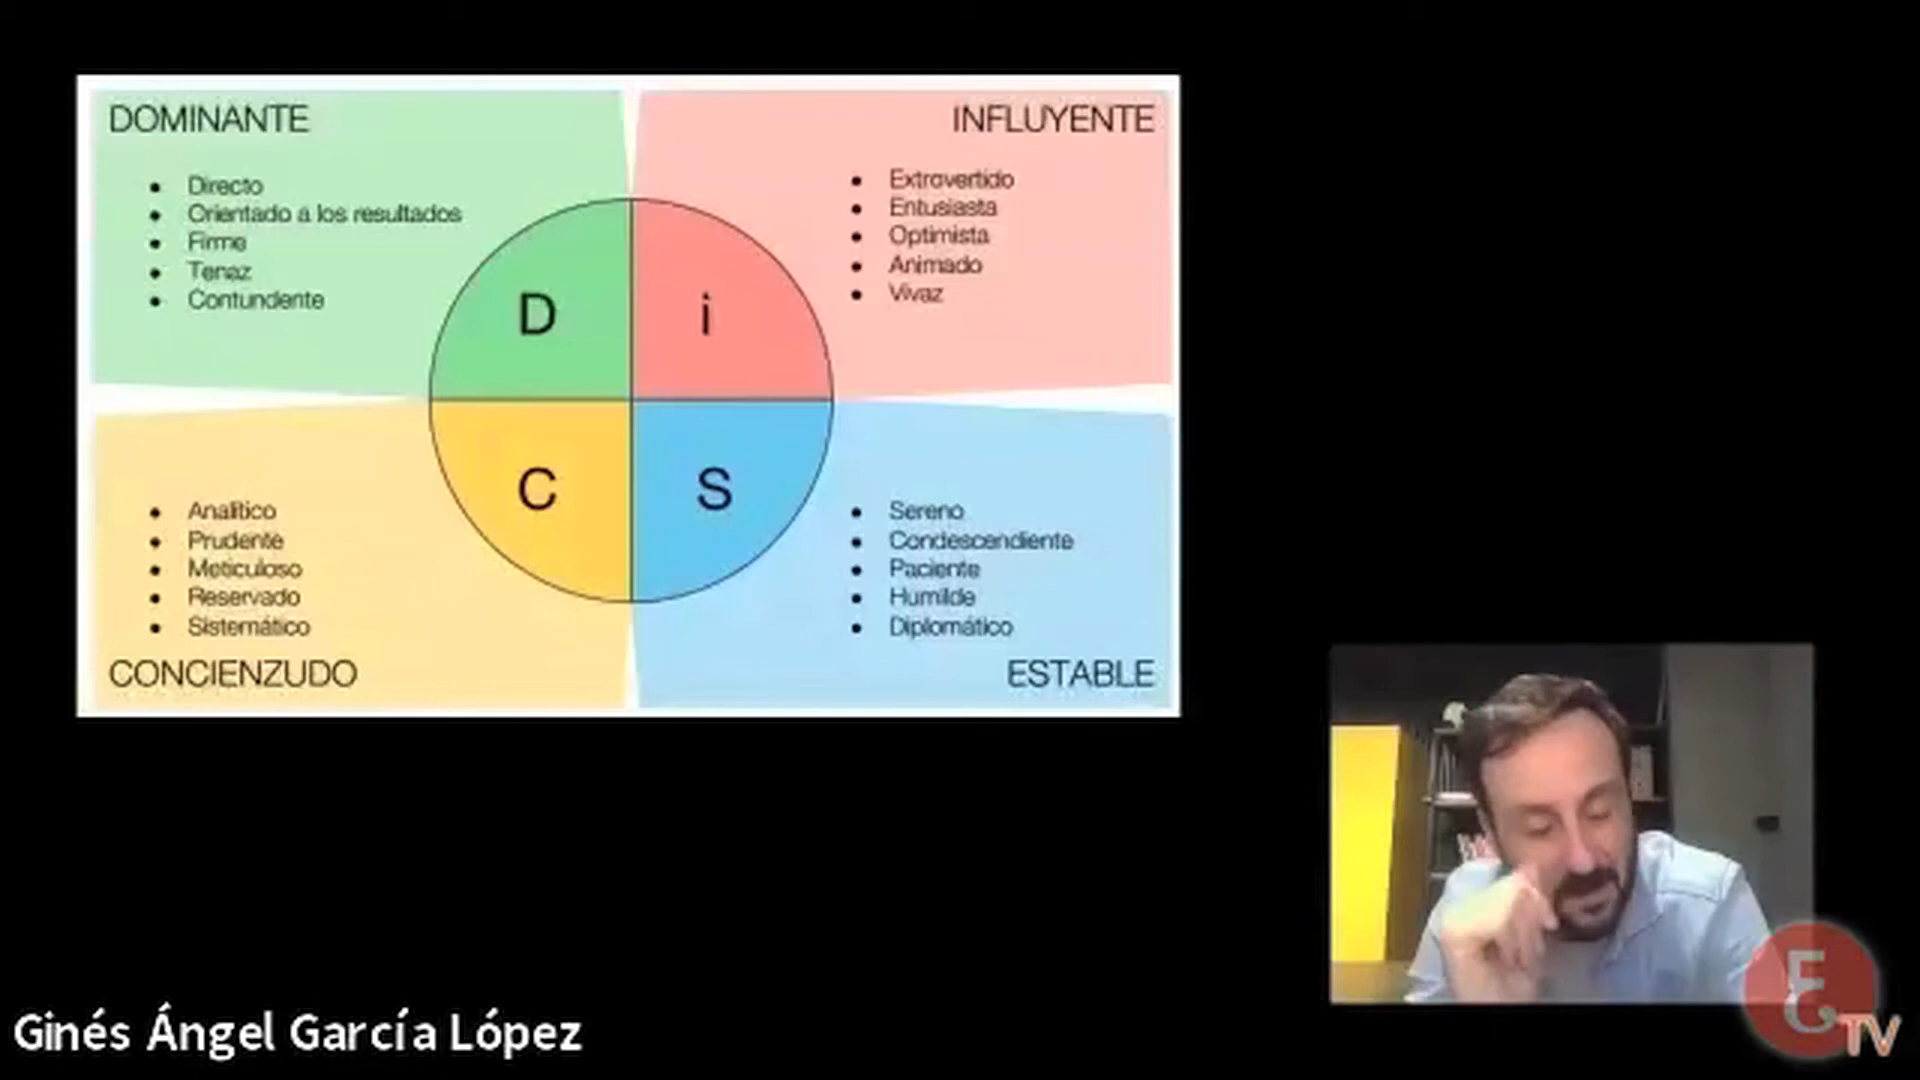 DOMINANTE
Directo
Orientado a los resultados
Firme
Tenaz
Contundente
INFLUYENTE
Extrovertido
Entusiasta
Optimista
Animado
Vivaz
D
i
C
S
Analítico
Prudente
Meticuloso
Reservado
Sistemático
CONCIENZUDO
Sereno
Condescendiente
Paciente
Humilde
Diplomático
ESTABLE
Ginés Ángel García López
TV